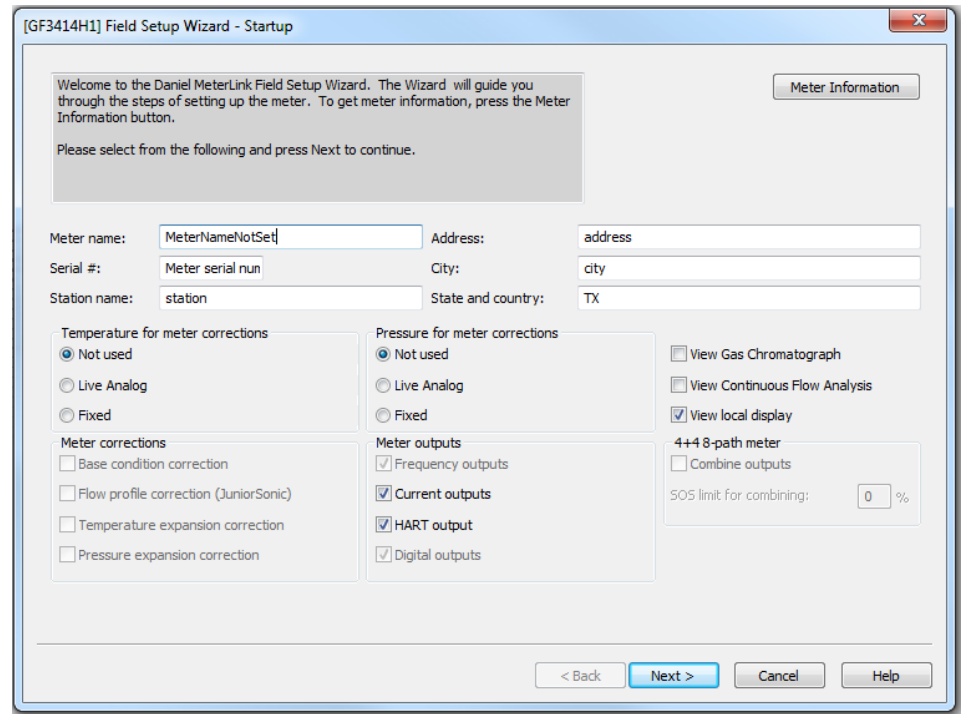 [GF3414H1] Field Setup Wizard - Startup
Welcome to the Daniel MeterLink Field Setup Wizard. The Wizard will guide you
through the steps of setting up the meter. To get meter information, press the Meter
Information button.
Please select from the following and press Next to continue.
Meter Information
Meter name: MeterNameNotSet Address: address
Serial #: Meter serial num City: city
Station name: station State and country: TX
Temperature for meter corrections Pressure for meter corrections
Not used Not used View Gas Chromatograph
Live Analog Live Analog View Continuous Flow Analysis
Fixed Fixed View local display
Meter corrections Meter outputs 4+4 8-path meter
Base condition correction Frequency outputs Combine outputs
Flow profile correction (JuniorSonic) Current outputs SOS limit for combining: 0 %
Temperature expansion correction HART output
Pressure expansion correction Digital outputs
< Back Next > Cancel Help